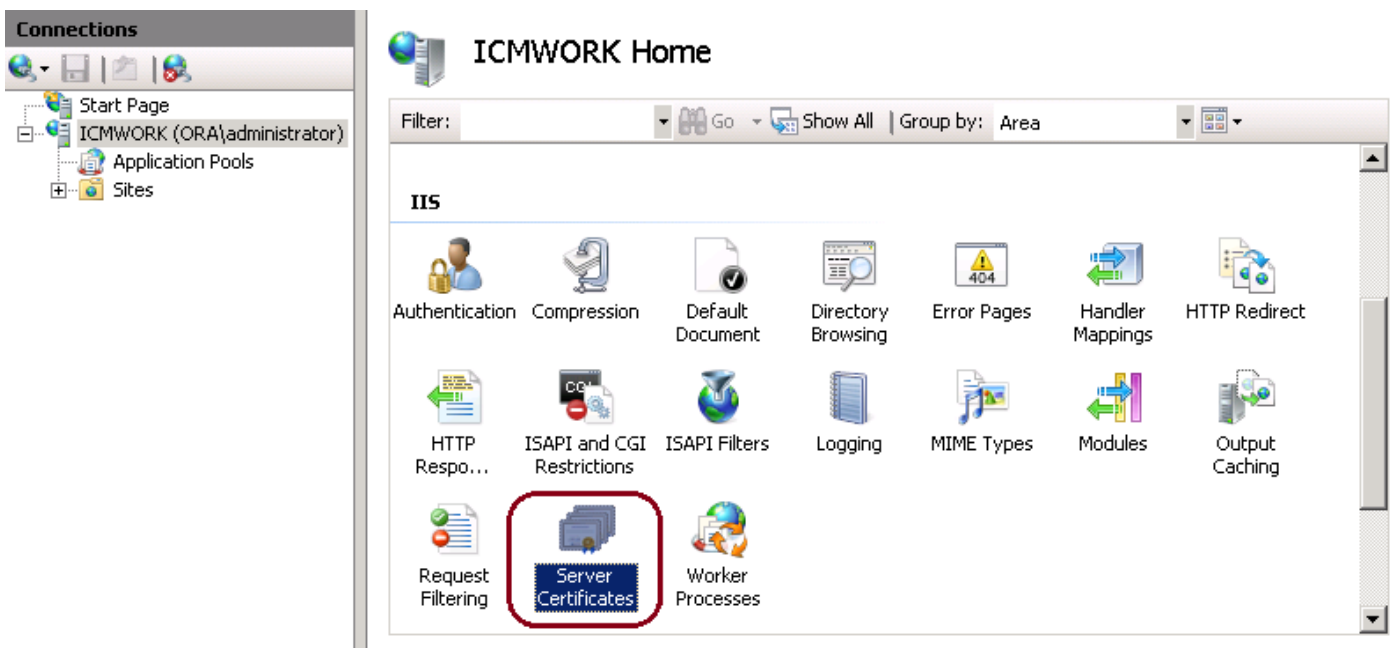 Connections
Start Page
ICMWORK (ORA\administrator)
Application Pools
Sites
ICMWORK Home
Filter: Go Show All Group by: Area
IIS
Authentication Compression Default Document Directory Browsing Error Pages Handler Mappings HTTP Redirect
404
HTTP Respo... ISAPI and CGI Restrictions ISAPI Filters Logging MIME Types Modules Output Caching
Request Filtering Server Certificates Worker Processes